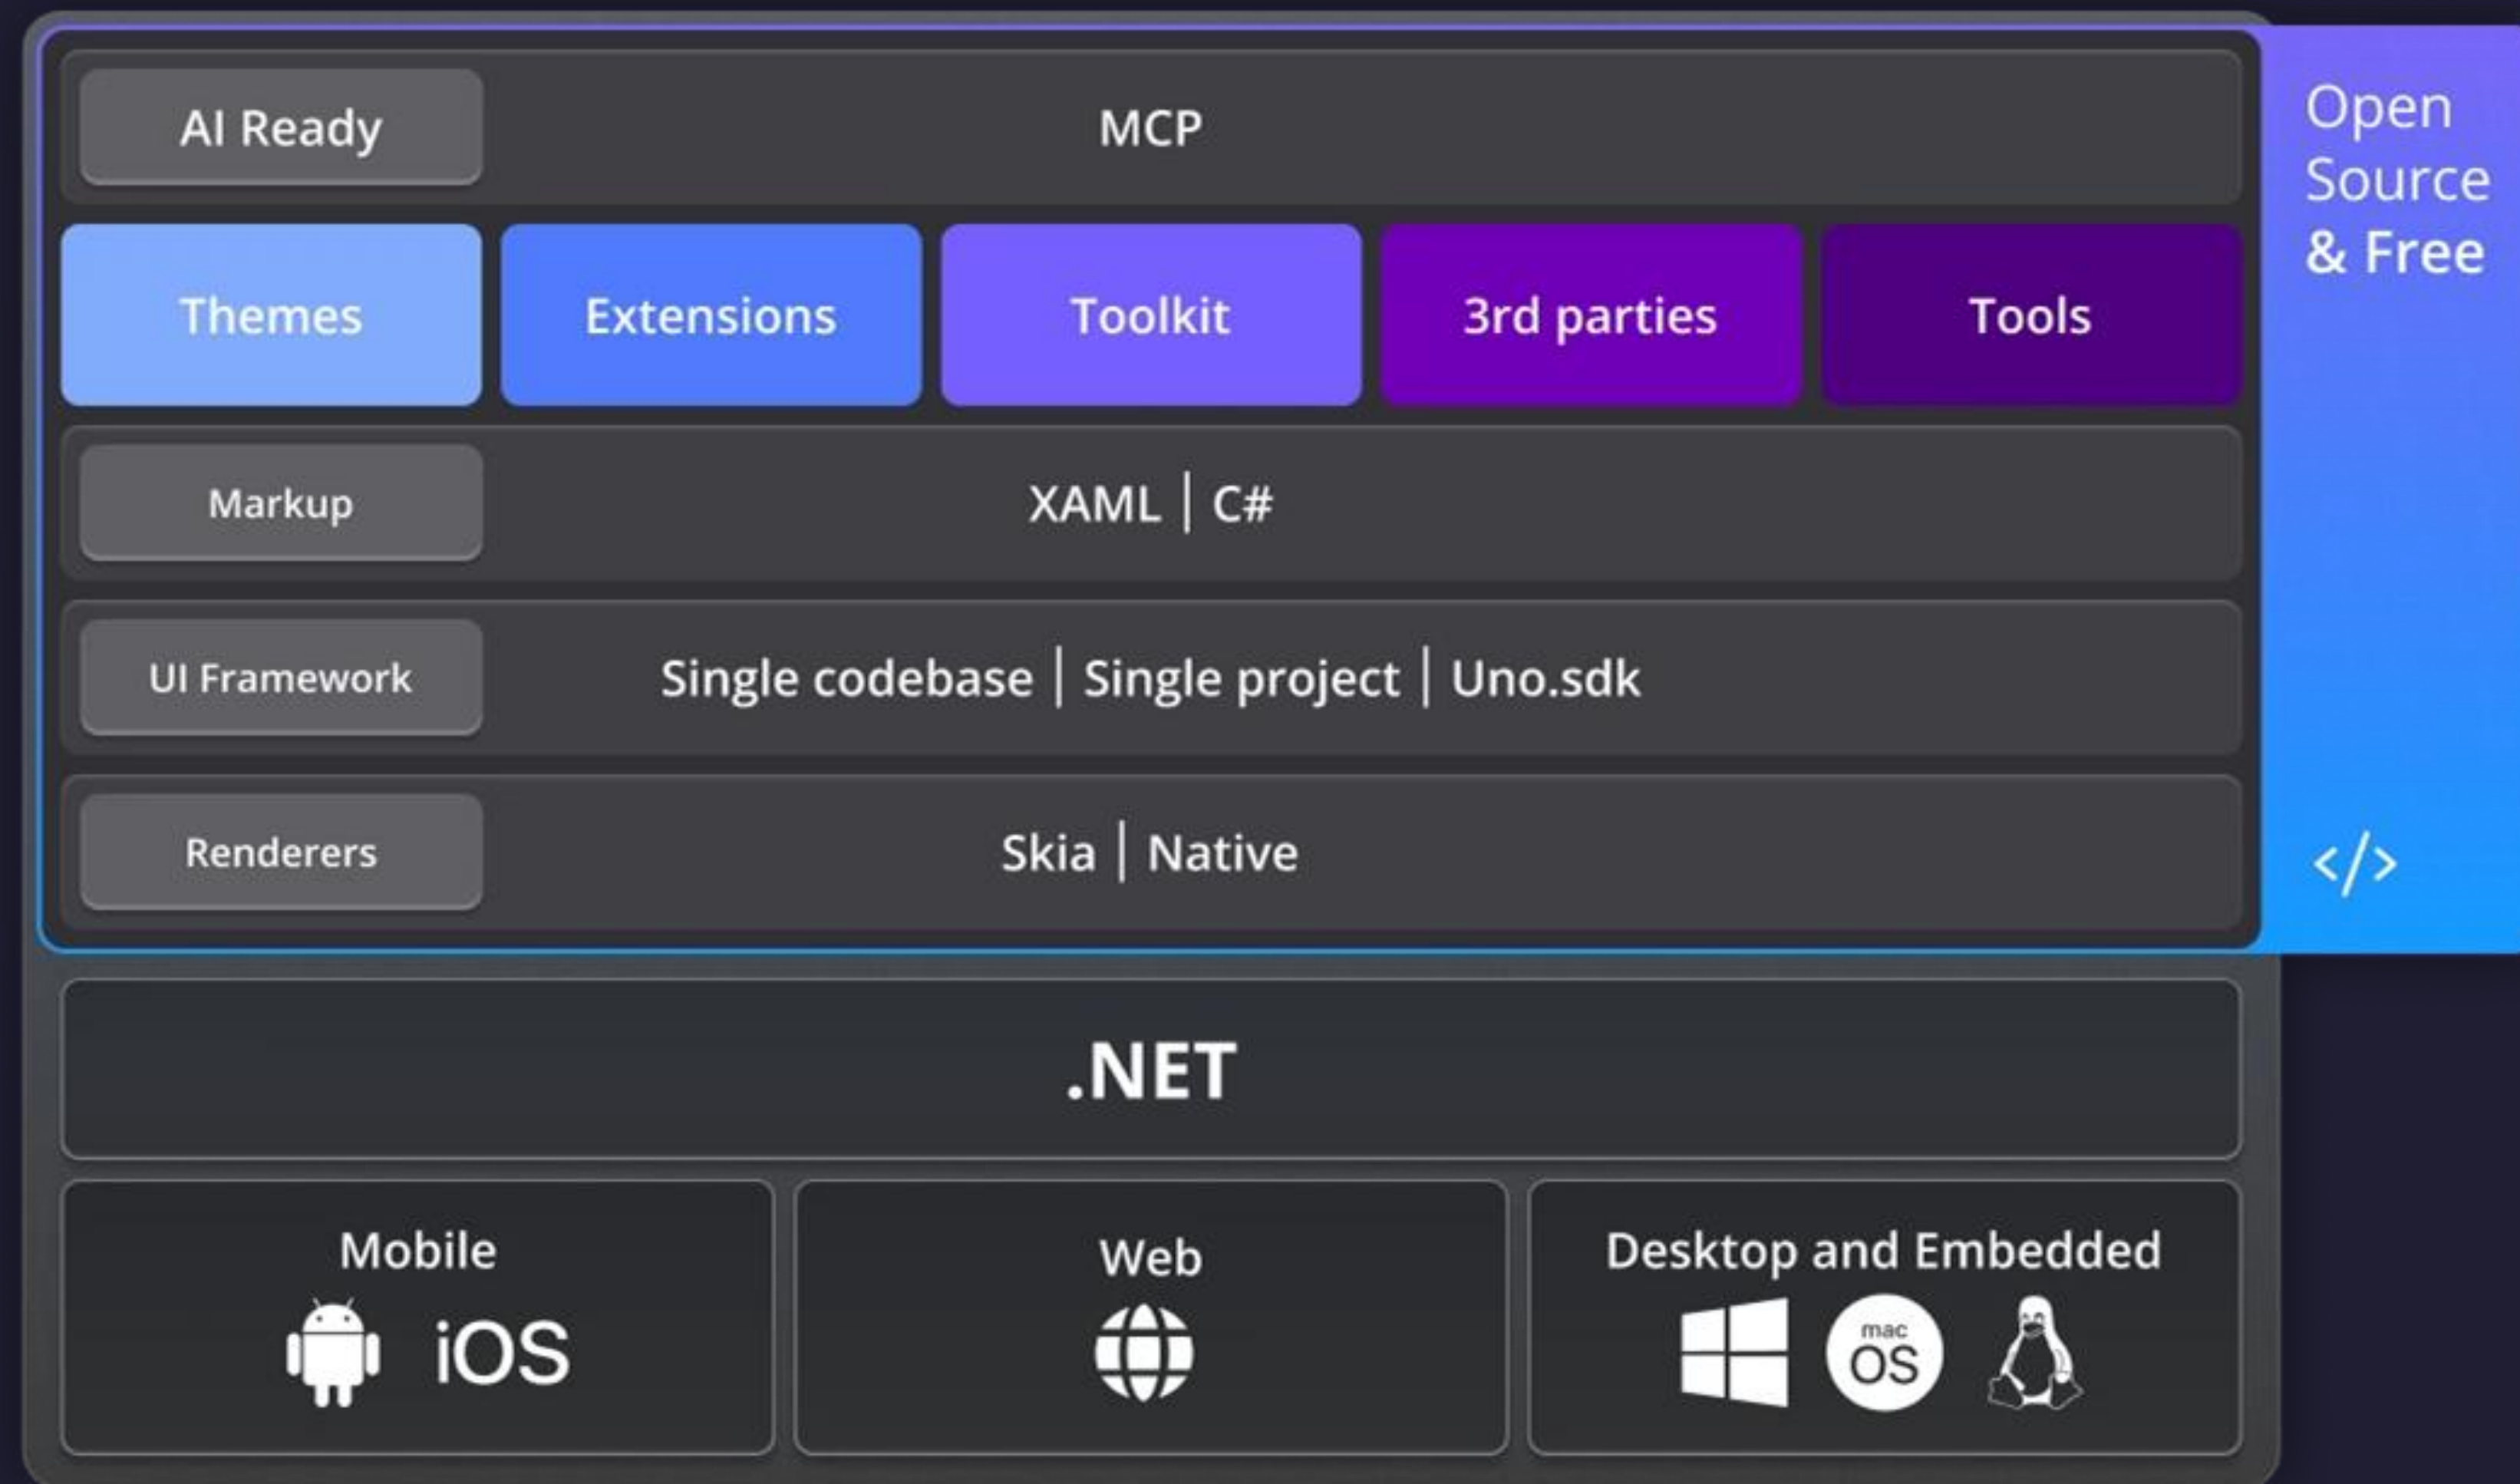 AI Ready
MCP
Open
Source
& Free
Themes
Extensions
Toolkit
3rd parties
Tools
Markup
XAML | C#
UI Framework
Single codebase | Single project | Uno.sdk
Renderers
Skia | Native
</>
.NET
Mobile
iOS
Web
Desktop and Embedded
mac
OS